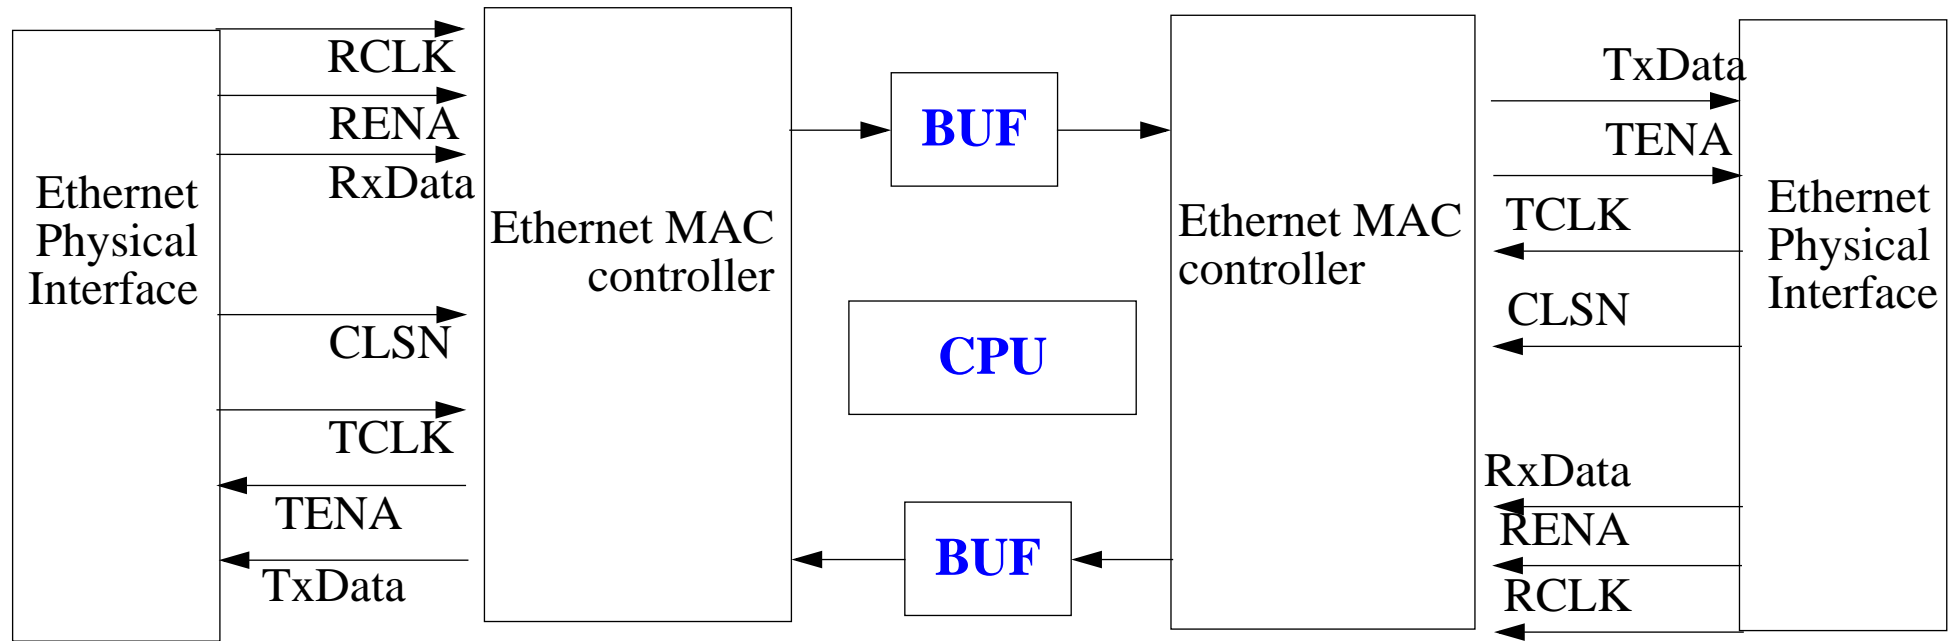 RCLK
RENA
RxData
Ethernet
Physical
Interface
CLSN
TCLK
TENA
TxData
Ethernet MAC
controller
BUF
CPU
BUF
Ethernet MAC
controller
TxData
TENA
TCLK
CLSN
RxData
RENA
RCLK
Ethernet
Physical
Interface